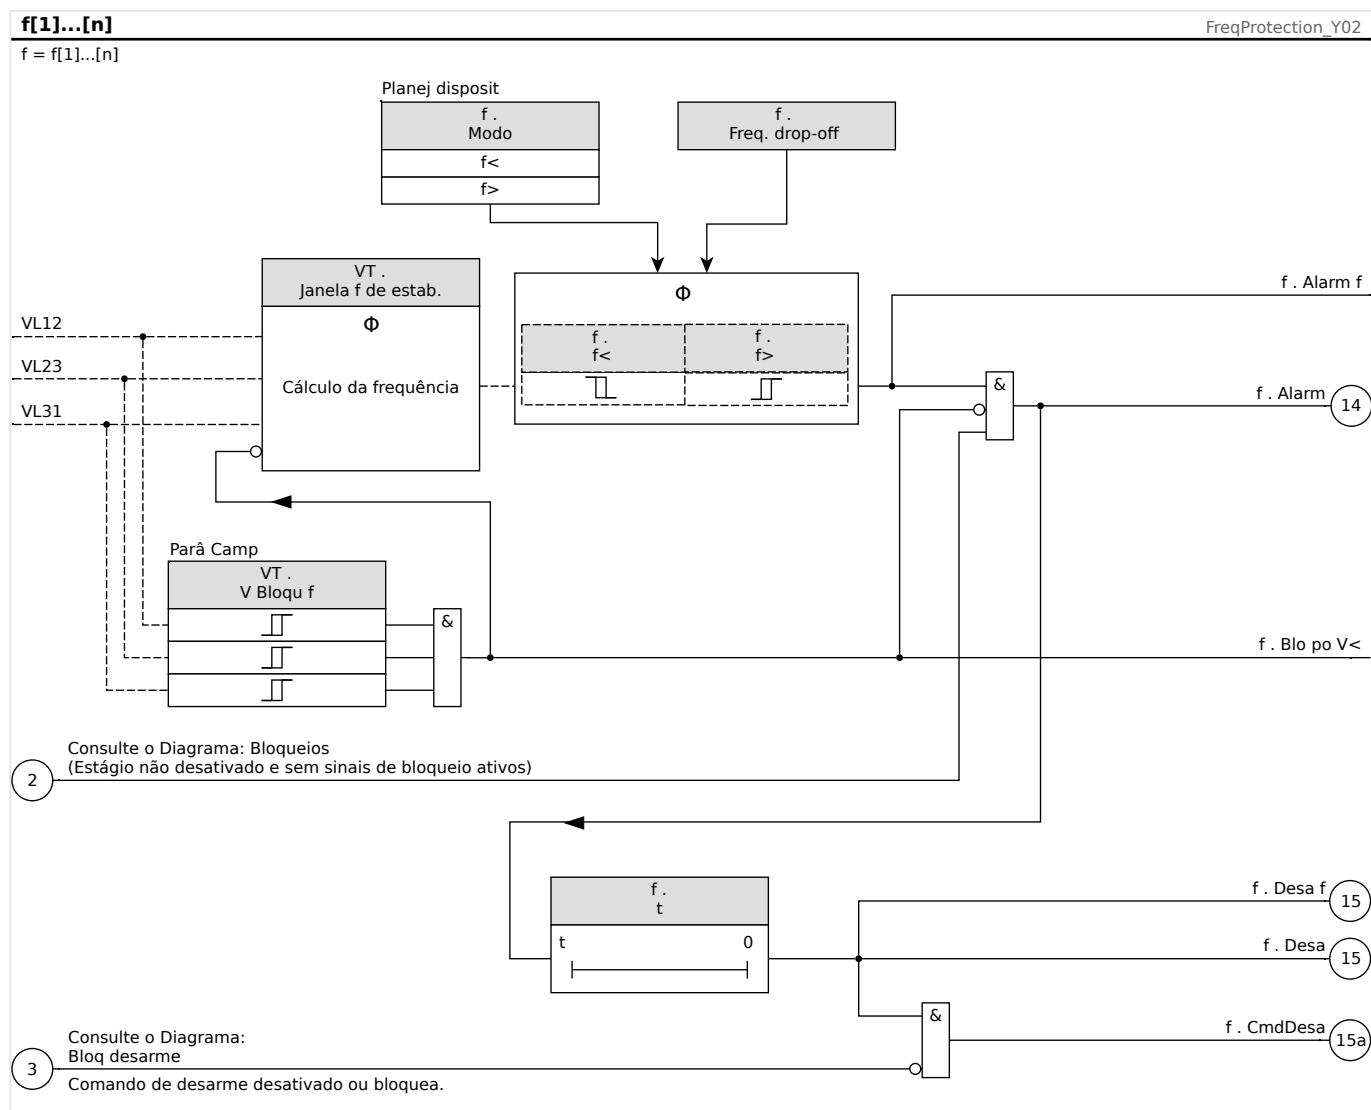 f[1]...[n]
FreqProtection_Y02
f = f[1]...[n]
Planej disposit
f .
Modo
f<
f>
f .
Freq. drop-off
VT .
Janela f de estab.
Φ
Cálculo da frequência
VL12
VL23
VL31
Φ
f .
f<
f .
f>
f . Alarm f
&
f . Alarm
14
Parâ Camp
VT .
V Bloqu f
&
f . Blo po V<
2
Consulte o Diagrama: Bloqueios
(Estágio não desativado e sem sinais de bloqueio ativos)
f .
t
t 0
f . Desa f
15
f . Desa
15
&
f . CmdDesa
15a
3
Consulte o Diagrama:
Bloq desarme
Comando de desarme desativado ou bloquea.